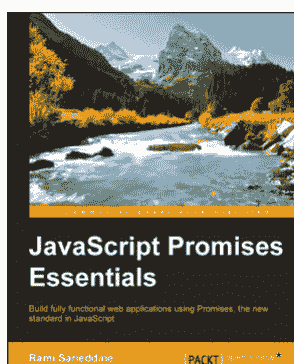 JavaScript Promises
Essentials
Build fully functional web applications using Promises, the new
standard in JavaScript
Rami Sarieddine
[PACKT]